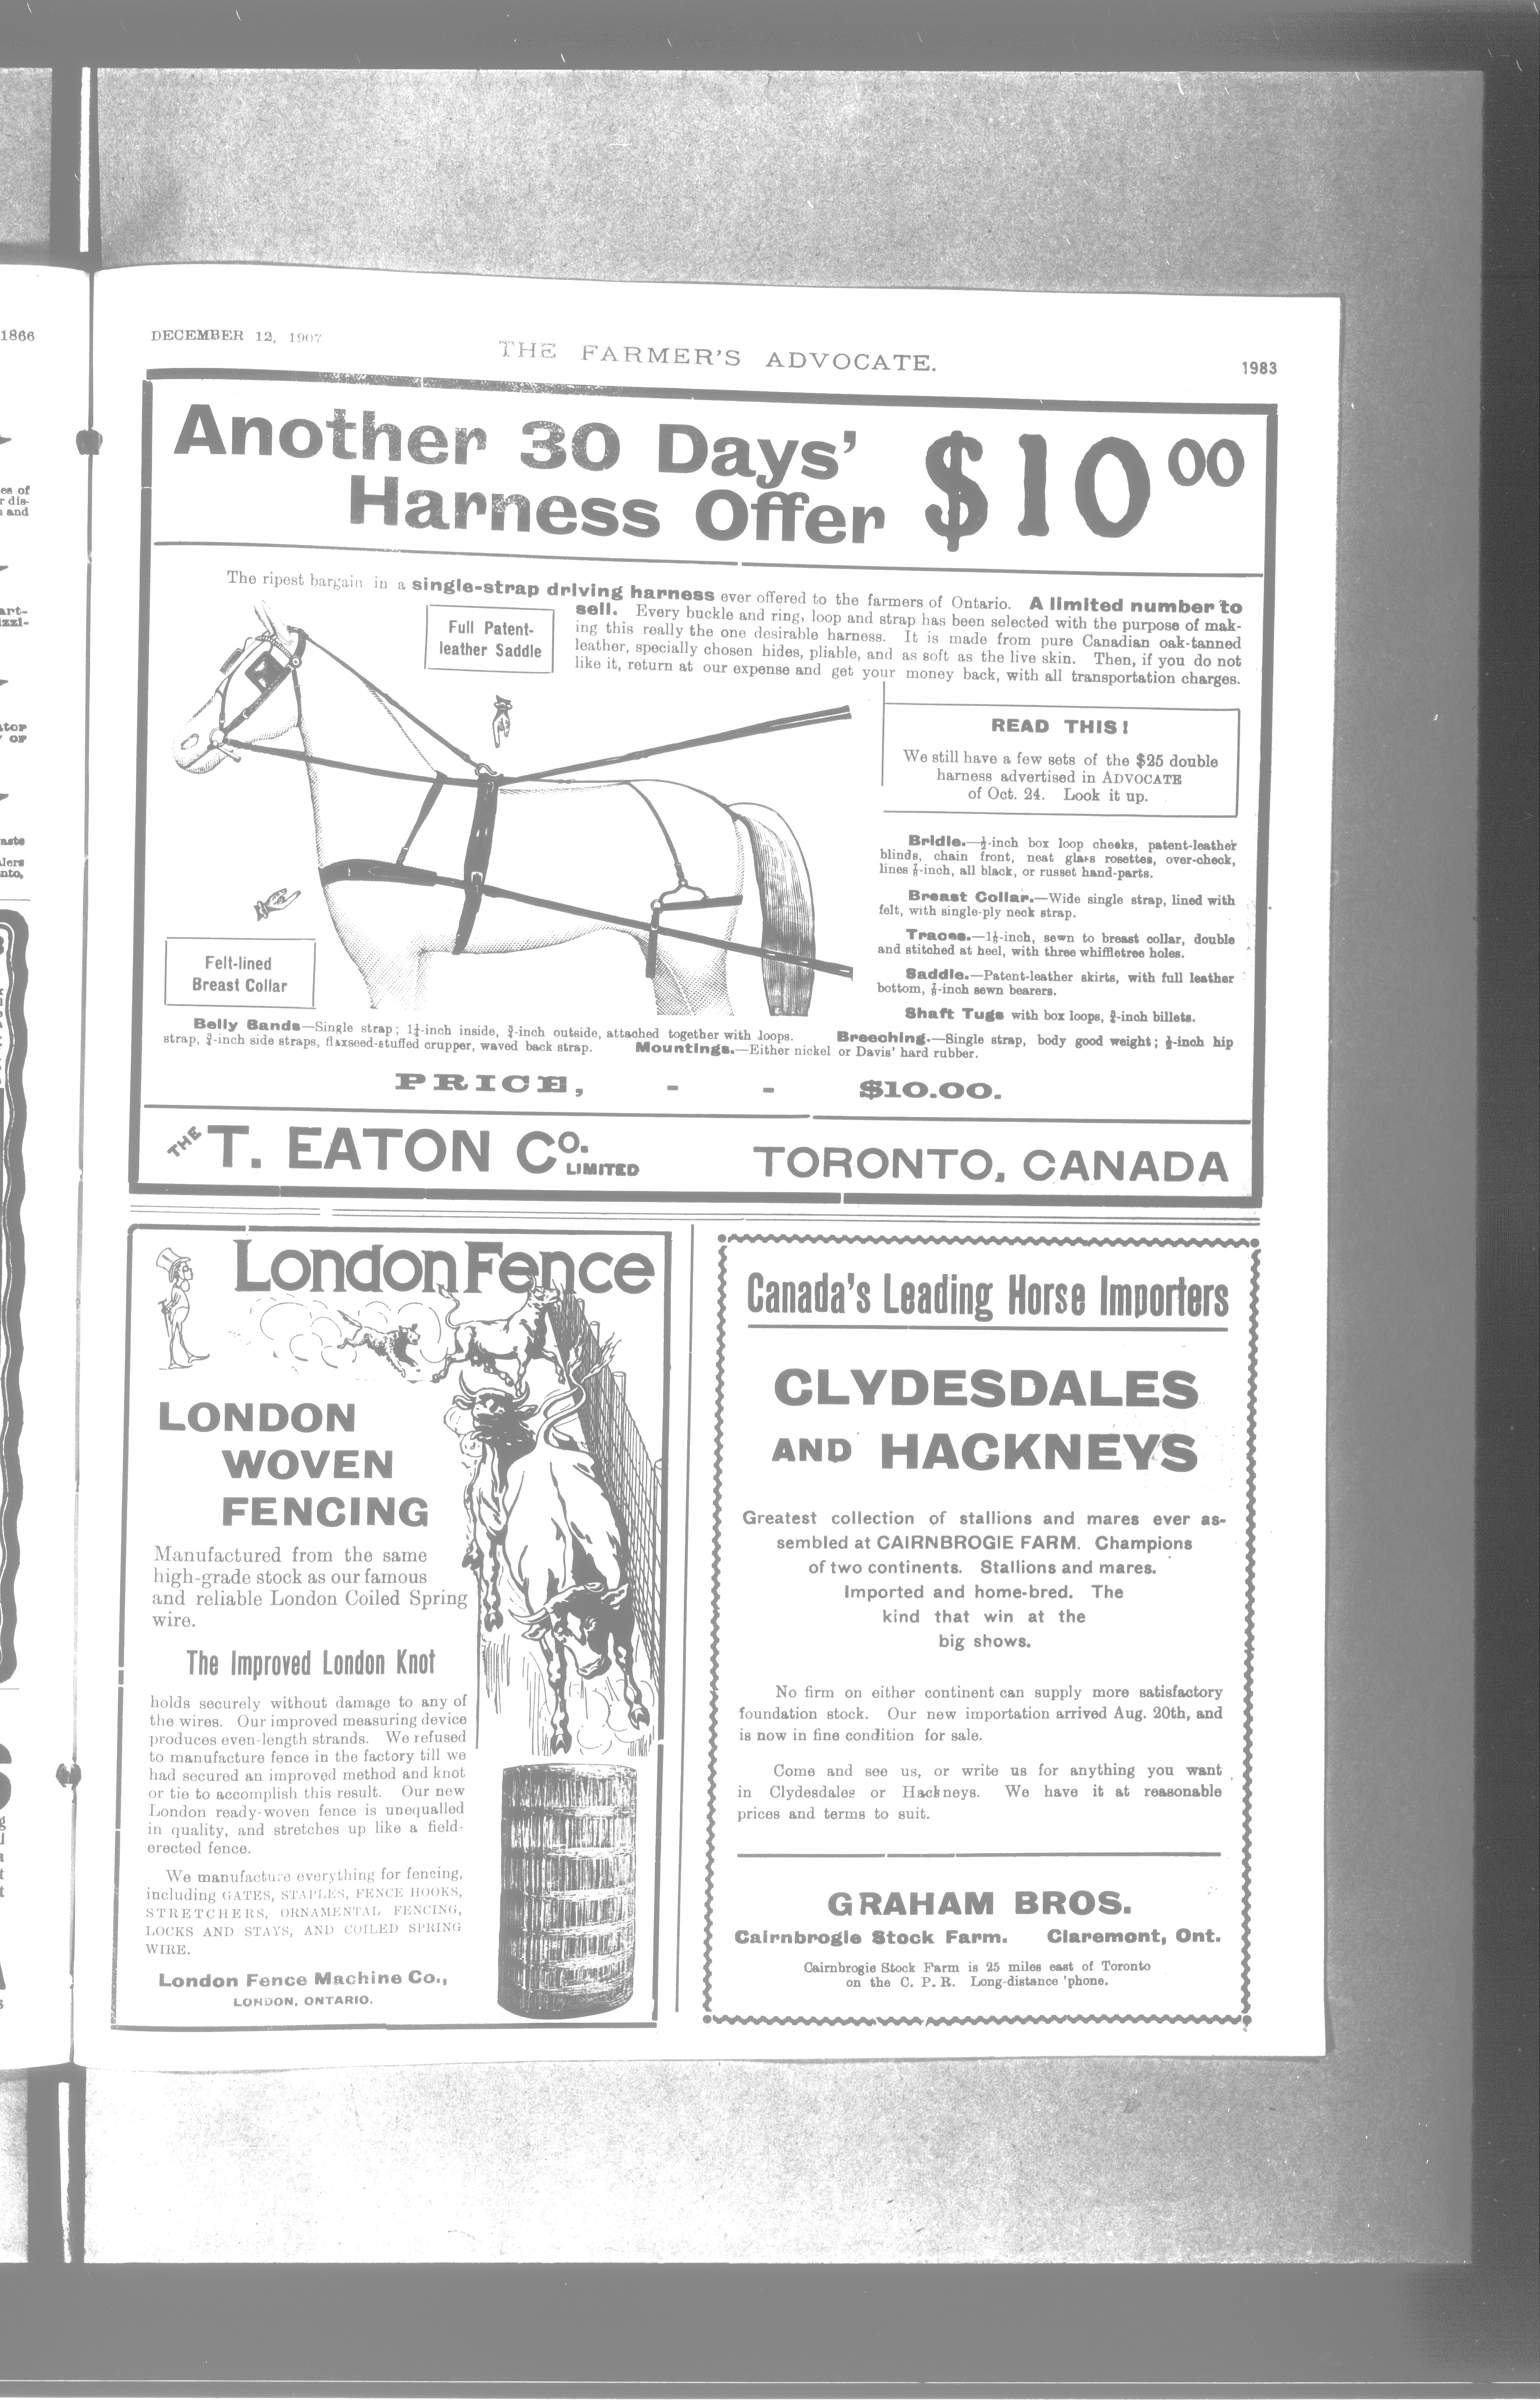 1866
DECEMBER 12, 1907
THE FARMER'S ADVOCATE.
1983
Another 30 Days'
Harness Offer
$10 00
The ripest bargain in a single-strap driving harness ever offered to the farmers of Ontario. A limited number to
sell. Every buckle and ring, loop and strap has been selected with the purpose of mak-
ing this really the one desirable harness. It is made from pure Canadian oak-tanned
leather, specially chosen hides, pliable, and as soft as the live skin. Then, if you do not
like it, return at our expense and get your money back, with all transportation charges.
Full Patent-
leather Saddle
READ THIS!
We still have a few sets of the $25 double
harness advertised in ADVOCATE
of Oct. 24. Look it up.
Bridle.—½-inch box loop cheeks, patent-leather
blinds, chain front, neat glass rosettes, over-check,
lines ⅞-inch, all black, or russet hand-parts.
Breast Collar.—Wide single strap, lined with
felt, with single-ply neck strap.
Traces.—1⅛-inch, sewn to breast collar, double
and stitched at heel, with three whiffletree holes.
Saddle.—Patent-leather skirts, with full leather
bottom, ⅞-inch sewn bearers.
Shaft Tugs with box loops, ¾-inch billets.
Felt-lined
Breast Collar
Belly Bands—Single strap; 1¼-inch inside, ¾-inch outside, attached together with loops. Breeching.—Single strap, body good weight; ½-inch hip
strap, ¾-inch side straps, flaxseed-stuffed crupper, waved back strap. Mountings.—Either nickel or Davis' hard rubber.
PRICE, - - $10.00.
THE T. EATON CO. LIMITED TORONTO, CANADA
London Fence
LONDON
WOVEN
FENCING
Manufactured from the same
high-grade stock as our famous
and reliable London Coiled Spring
wire.
The Improved London Knot
holds securely without damage to any of
the wires. Our improved measuring device
produces even-length strands. We refused
to manufacture fence in the factory till we
had secured an improved method and knot
or tie to accomplish this result. Our new
London ready-woven fence is unequalled
in quality, and stretches up like a field-
erected fence.
We manufacture everything for fencing,
including GATES, STAPLES, FENCE HOOKS,
STRETCHERS, ORNAMENTAL FENCING,
LOCKS AND STAYS, AND COILED SPRING
WIRE.
London Fence Machine Co.,
LONDON, ONTARIO.
Canada's Leading Horse Importers
CLYDESDALES
AND HACKNEYS
Greatest collection of stallions and mares ever as-
sembled at CAIRNBROGIE FARM. Champions
of two continents. Stallions and mares.
Imported and home-bred. The
kind that win at the
big shows.
No firm on either continent can supply more satisfactory
foundation stock. Our new importation arrived Aug. 20th, and
is now in fine condition for sale.
Come and see us, or write us for anything you want
in Clydesdales or Hackneys. We have it at reasonable
prices and terms to suit.
GRAHAM BROS.
Cairnbrogie Stock Farm. Claremont, Ont.
Cairnbrogie Stock Farm is 25 miles east of Toronto
on the C. P. R. Long-distance 'phone.